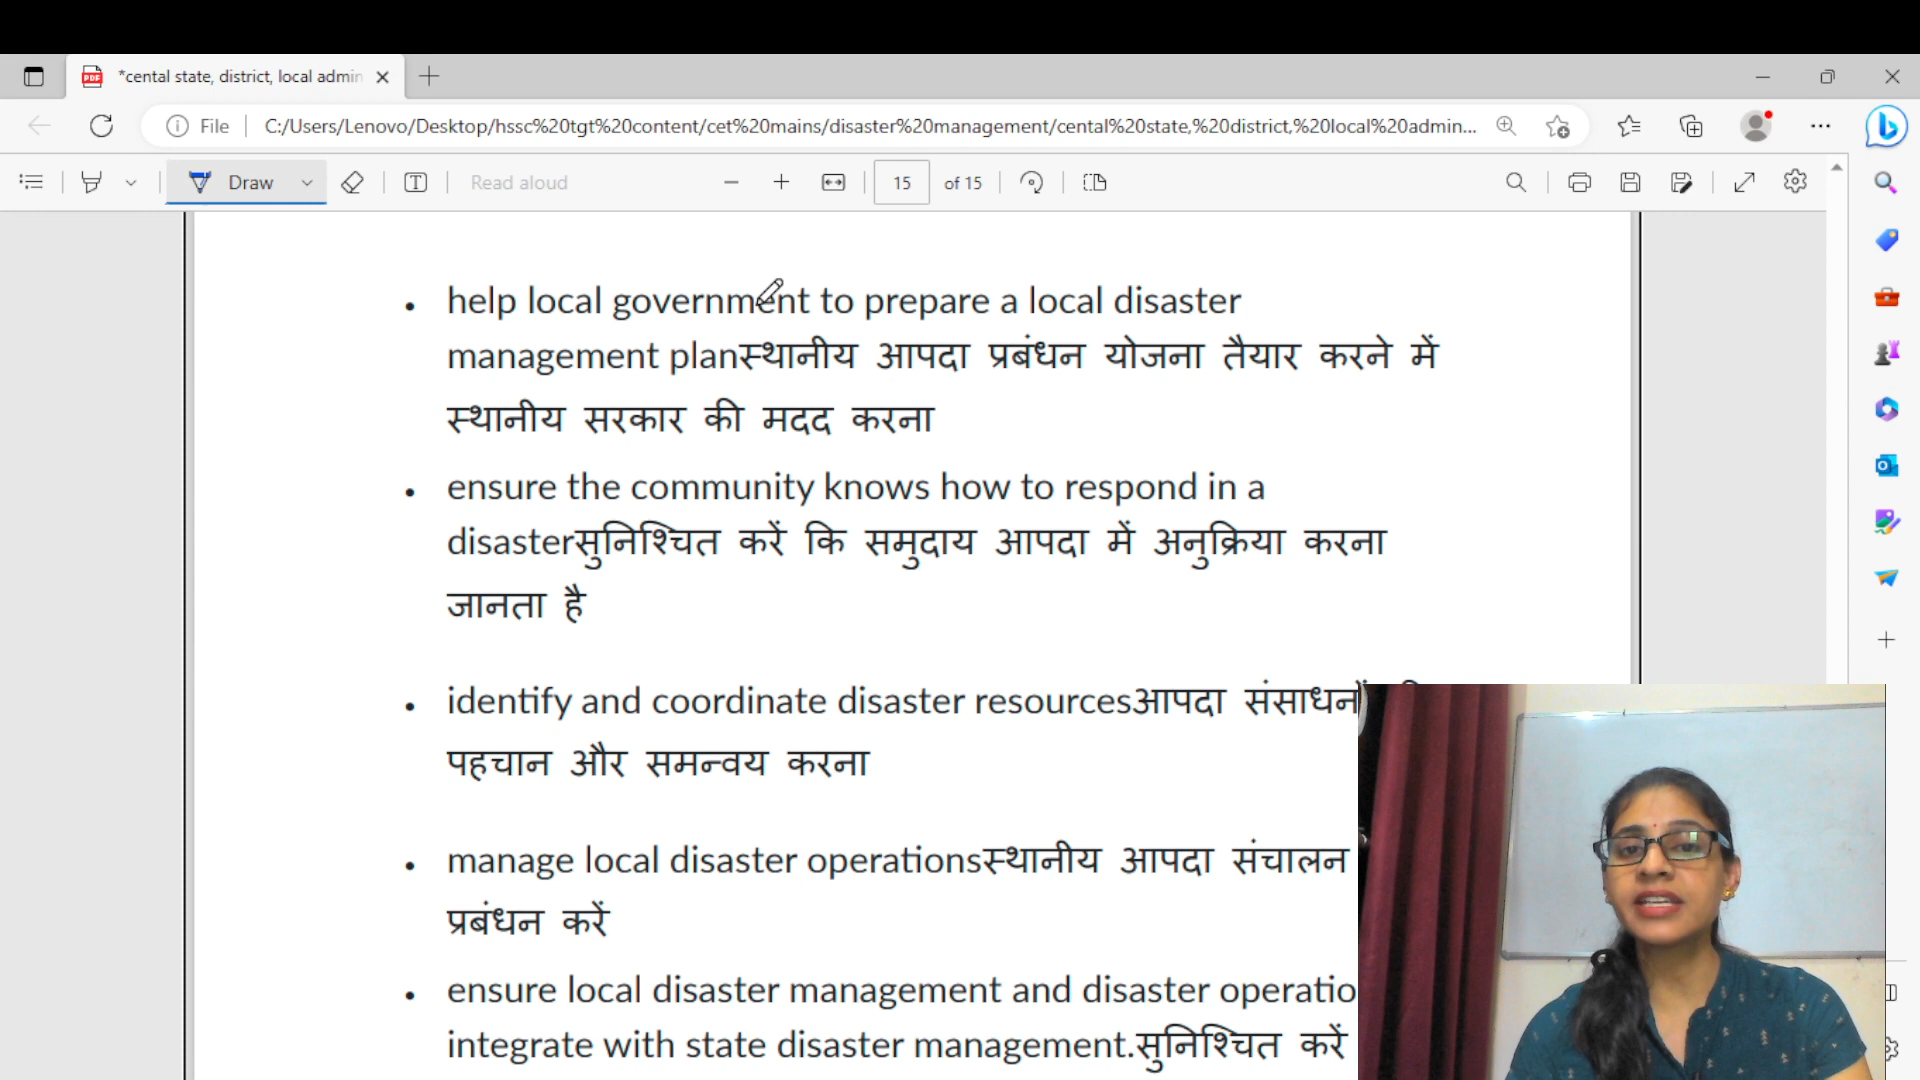 *cental state, district, local admin
File
C:/Users/Lenovo/Desktop/hssc%20tgt%20content/cet%20mains/disaster%20management/cental%20state,%20district,%20local%20admin...
Draw
Read aloud
15
of 15
help local government to prepare a local disaster
management planस्थानीय आपदा प्रबंधन योजना तैयार करने में
स्थानीय सरकार की मदद करना
ensure the community knows how to respond in a
disasterसुनिश्चित करें कि समुदाय आपदा में अनुक्रिया करना
जानता है
identify and coordinate disaster resourcesआपदा संसाधनों
पहचान और समन्वय करना
manage local disaster operationsस्थानीय आपदा संचालन
प्रबंधन करें
ensure local disaster management and disaster operatio
integrate with state disaster management.सुनिश्चित करें